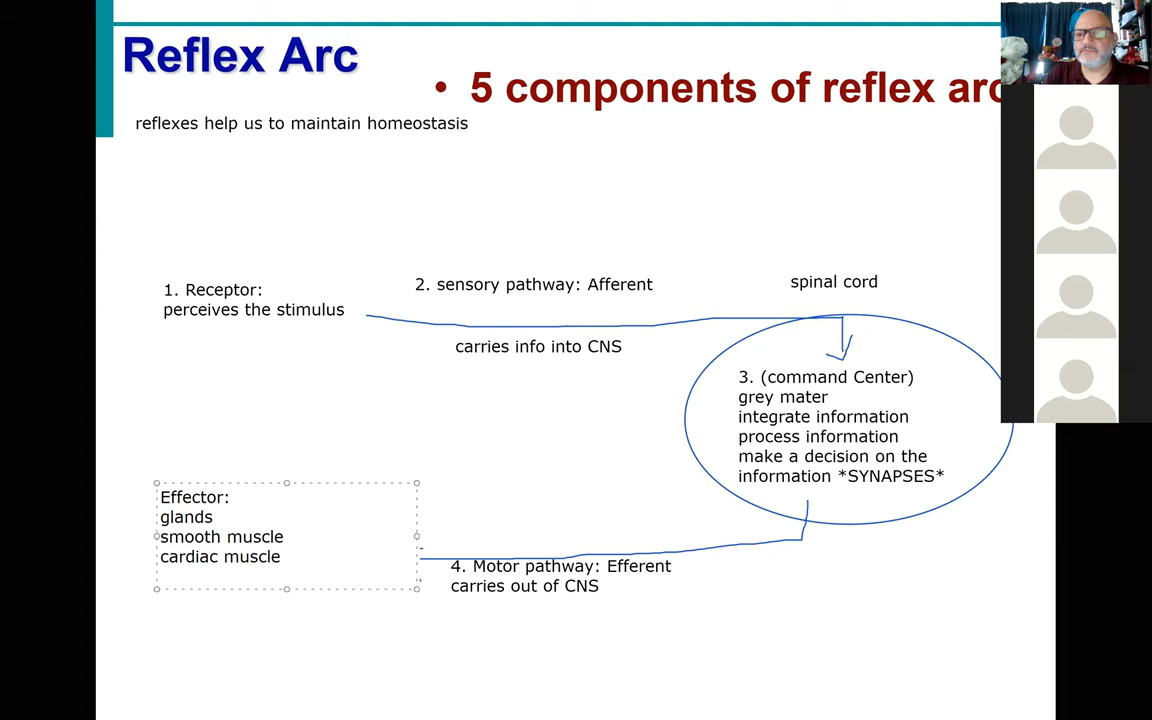 Reflex Arc
• 5 components of reflex arc
reflexes help us to maintain homeostasis
1. Receptor:
perceives the stimulus
2. sensory pathway: Afferent
carries info into CNS
spinal cord
3. (command Center)
grey mater
integrate information
process information
make a decision on the
information *SYNAPSES*
Effector:
glands
smooth muscle
cardiac muscle
4. Motor pathway: Efferent
carries out of CNS